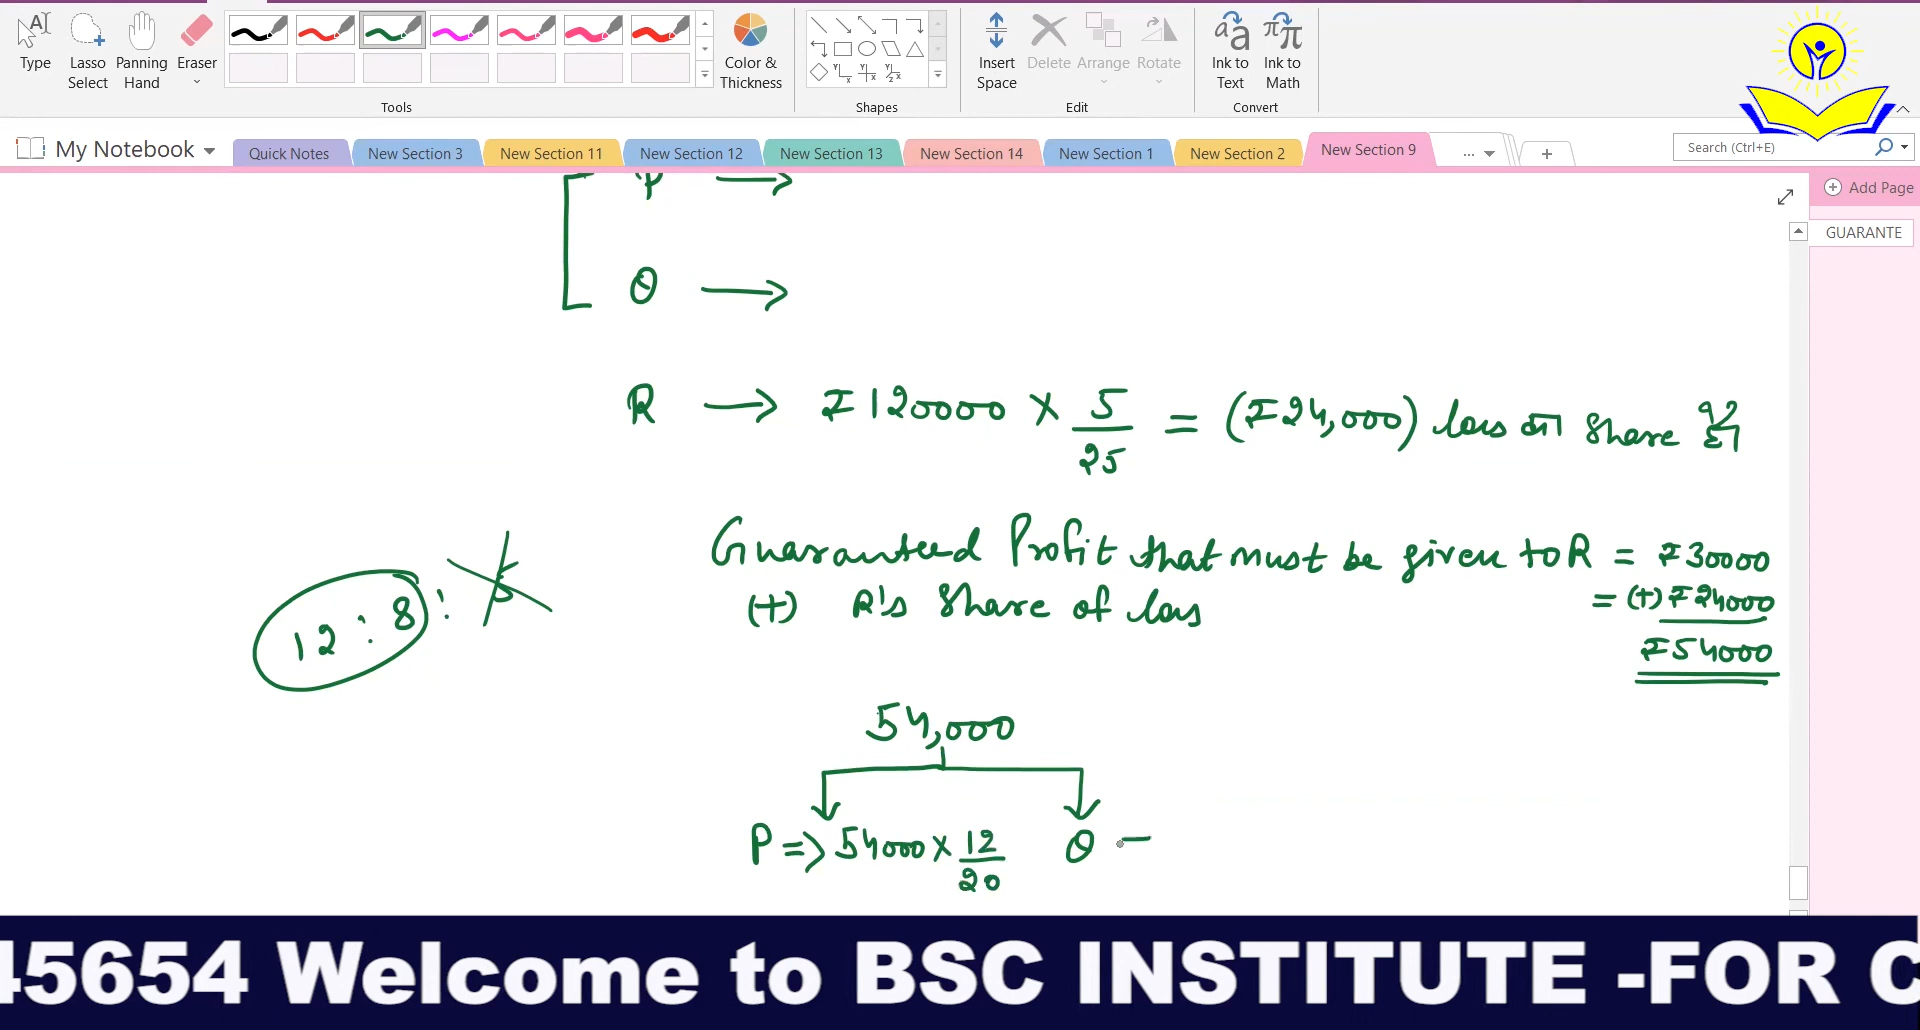 Type
Lasso Select
Panning Hand
Eraser
Color & Thickness
Insert Space
Delete
Arrange
Rotate
Ink to Text
Ink to Math
Tools
Shapes
Edit
Convert
My Notebook
Quick Notes
New Section 3
New Section 11
New Section 12
New Section 13
New Section 14
New Section 1
New Section 2
New Section 9
...
Search (Ctrl+E)
Add Page
GUARANTE
P →
Q →
R → ₹120000 × 5/25 = (₹24,000) loss का share है
Guaranteed Profit that must be given to R = ₹30000
(+) R's Share of loss = (+) ₹24000
₹54000
12 : 8 : 5
54,000
P => 54000 × 12/20 Q –
45654 Welcome to BSC INSTITUTE -FOR C